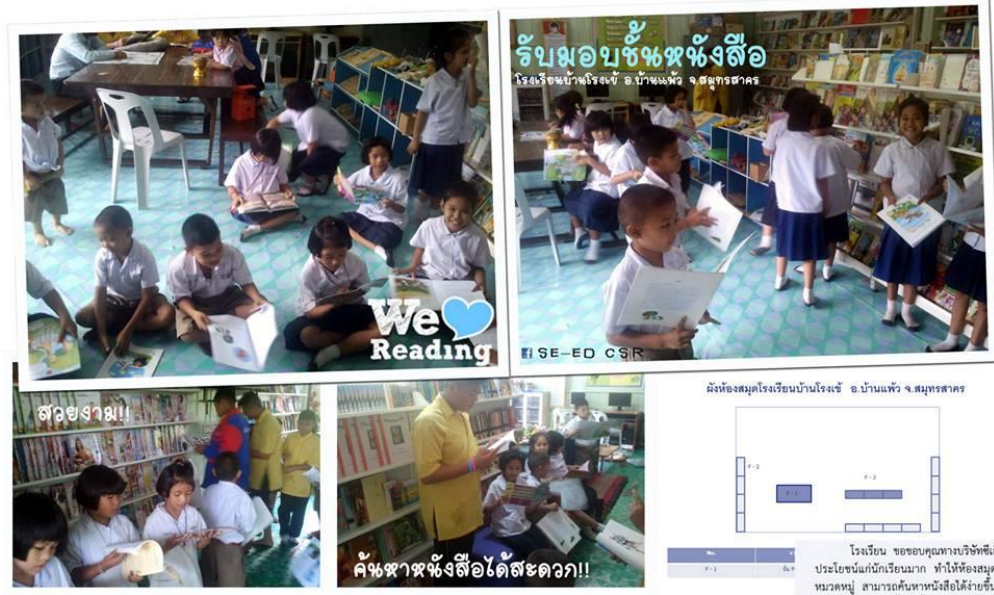 รับมอบชั้นหนังสือ
โรงเรียนบ้านโรงเข้ อ.บ้านแพ้ว จ.สมุทรสาคร
We
Reading
f SE-ED CSR
สวยงาม!!
ค้นหาหนังสือได้สะดวก!!
ผังห้องสมุดโรงเรียนบ้านโรงเข้ อ.บ้านแพ้ว จ.สมุทรสาคร
P - 2
P - 1
P - 3
P - 1
โรงเรียน ขอขอบคุณทางบริษัทซีเ
ประโยชน์แก่นักเรียนมาก ทำให้ห้องสมุด
หมวดหมู่ สามารถค้นหาหนังสือได้ง่ายขึ้น